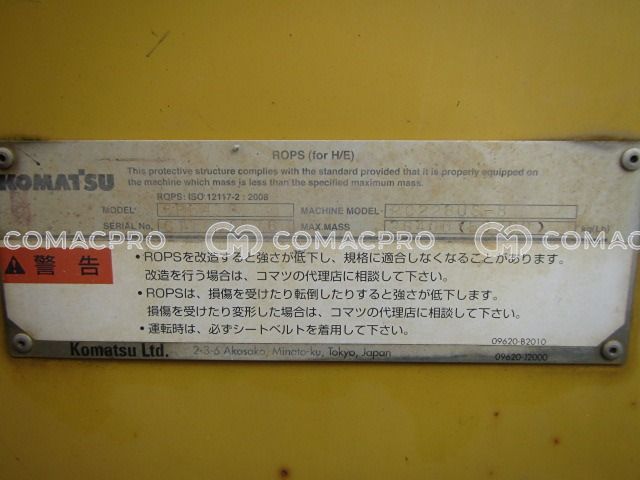 ROPS (for H/E)
KOMATSU
This protective structure complies with the standard provided that it is properly equipped on
the machine which mass is less than the specified maximum mass.
ROPS: ISO 12117-2 : 2008
MODEL MACHINE MODEL
SERIAL No. MAX.MASS kg(Lb)
COMACPRO COMACPRO COMACPRO
警告
・ROPSを改造すると強さが低下し、規格に適合しなくなることがあります。
改造を行う場合は、コマツの代理店に相談して下さい。
・ROPSは、損傷を受けたり転倒したりすると強さが低下します。
損傷を受けたり変形した場合は、コマツの代理店に相談して下さい。
・運転時は、必ずシートベルトを着用して下さい。
09620-B2010
Komatsu Ltd. 2-3-6 Akasaka, Minato-ku, Tokyo, Japan 09620-J2000
COMACPRO COMACPRO COMACPRO